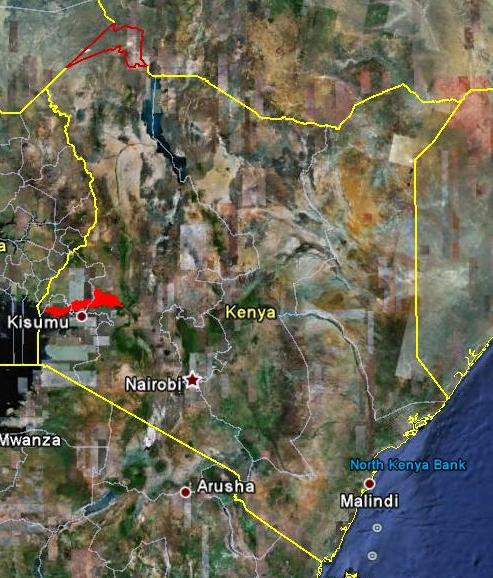 a
Kisumu
Kenya
Nairobi
Mwanza
Arusha
North Kenya Bank
Malindi